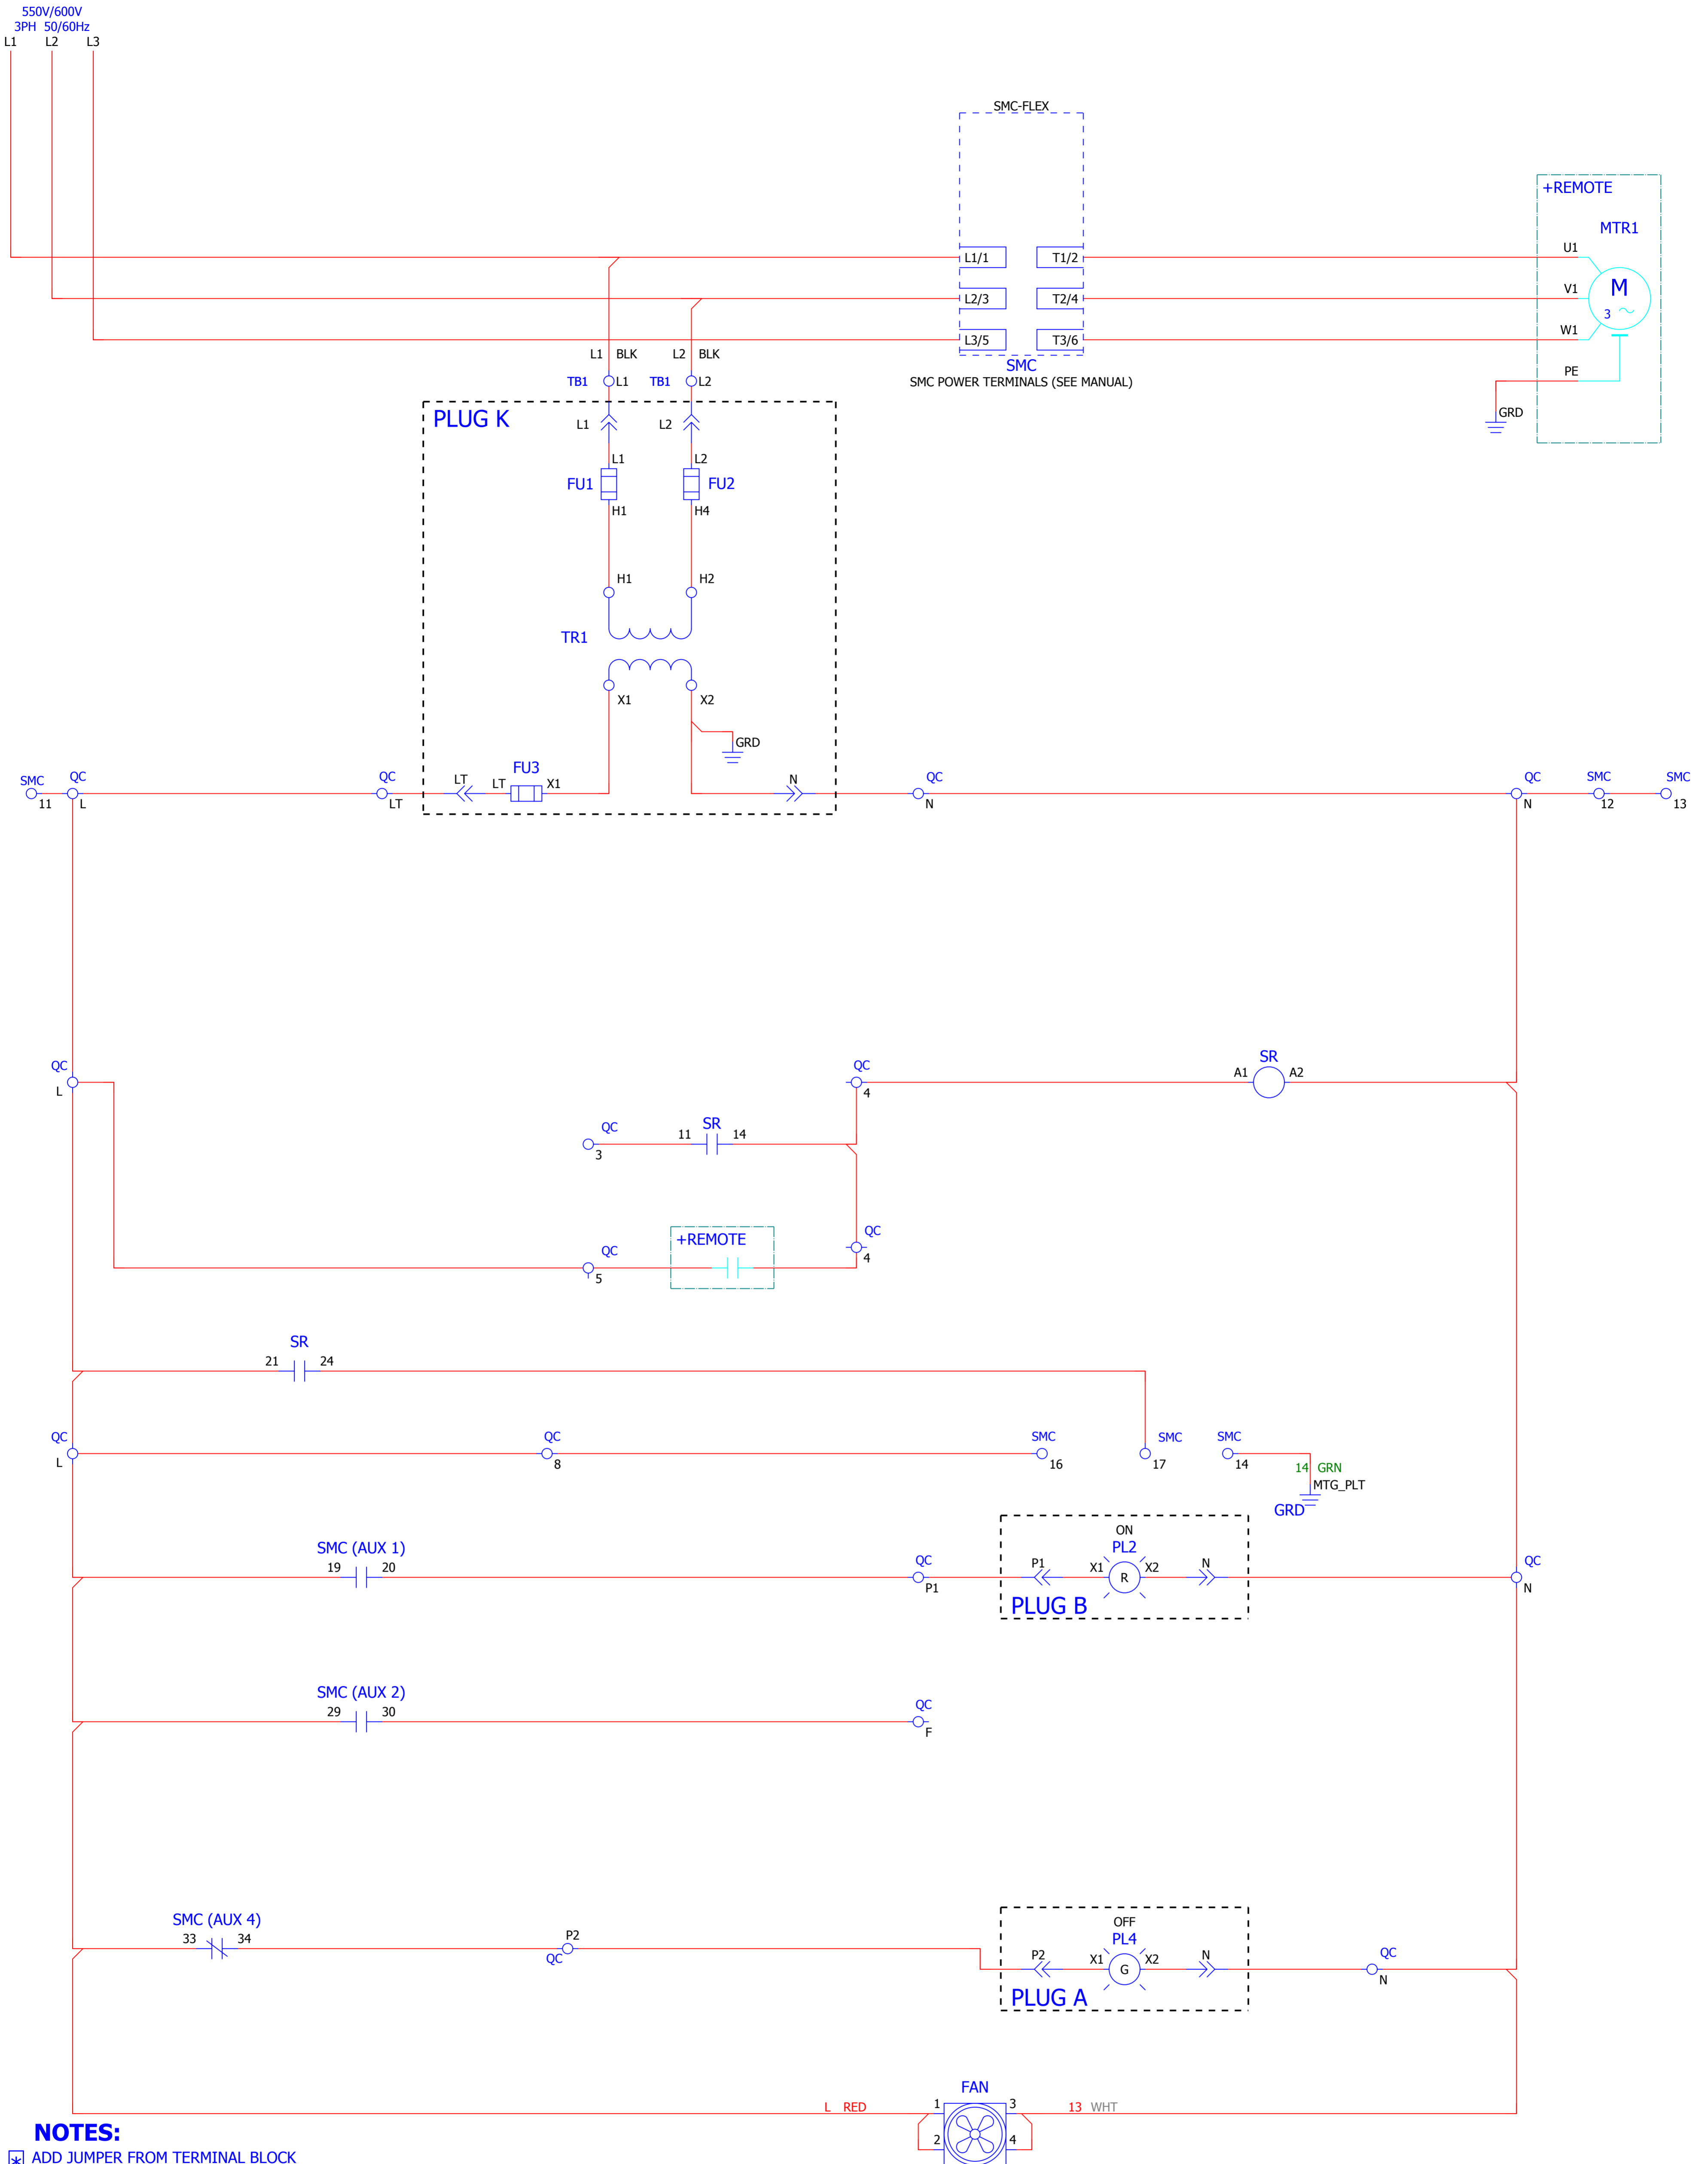 550V/600V
3PH 50/60Hz
L1 L2 L3
SMC-FLEX
+REMOTE
MTR1
L1/1 T1/2 U1
L2/3 T2/4 V1
M
3
L3/5 T3/6 W1
L1 BLK L2 BLK
SMC
SMC POWER TERMINALS (SEE MANUAL)
PE
TB1 L1 TB1 L2
GRD
PLUG K
L1 L2
L1 L2
FU1 FU2
H1 H4
H1 H2
TR1
X1 X2
GRD
SMC QC QC FU3 QC QC SMC SMC
LT LT X1 N
11 L LT N N 12 13
QC QC SR
L 4 A1 A2
QC SR
11 14
3
QC
4
+REMOTE
QC
5
SR
21 24
QC QC SMC SMC SMC
L 8 16 17 14
14 GRN
MTG_PLT
GRD
ON
SMC (AUX 1) PL2
19 20 QC P1 X1 R X2 N QC
P1 N
PLUG B
SMC (AUX 2)
29 30 QC
F
SMC (AUX 4) OFF
33 34 P2 PL4
QC P2 X1 G X2 N QC
N
PLUG A
FAN
L RED 1 3 13 WHT
2 4
NOTES:
* ADD JUMPER FROM TERMINAL BLOCK